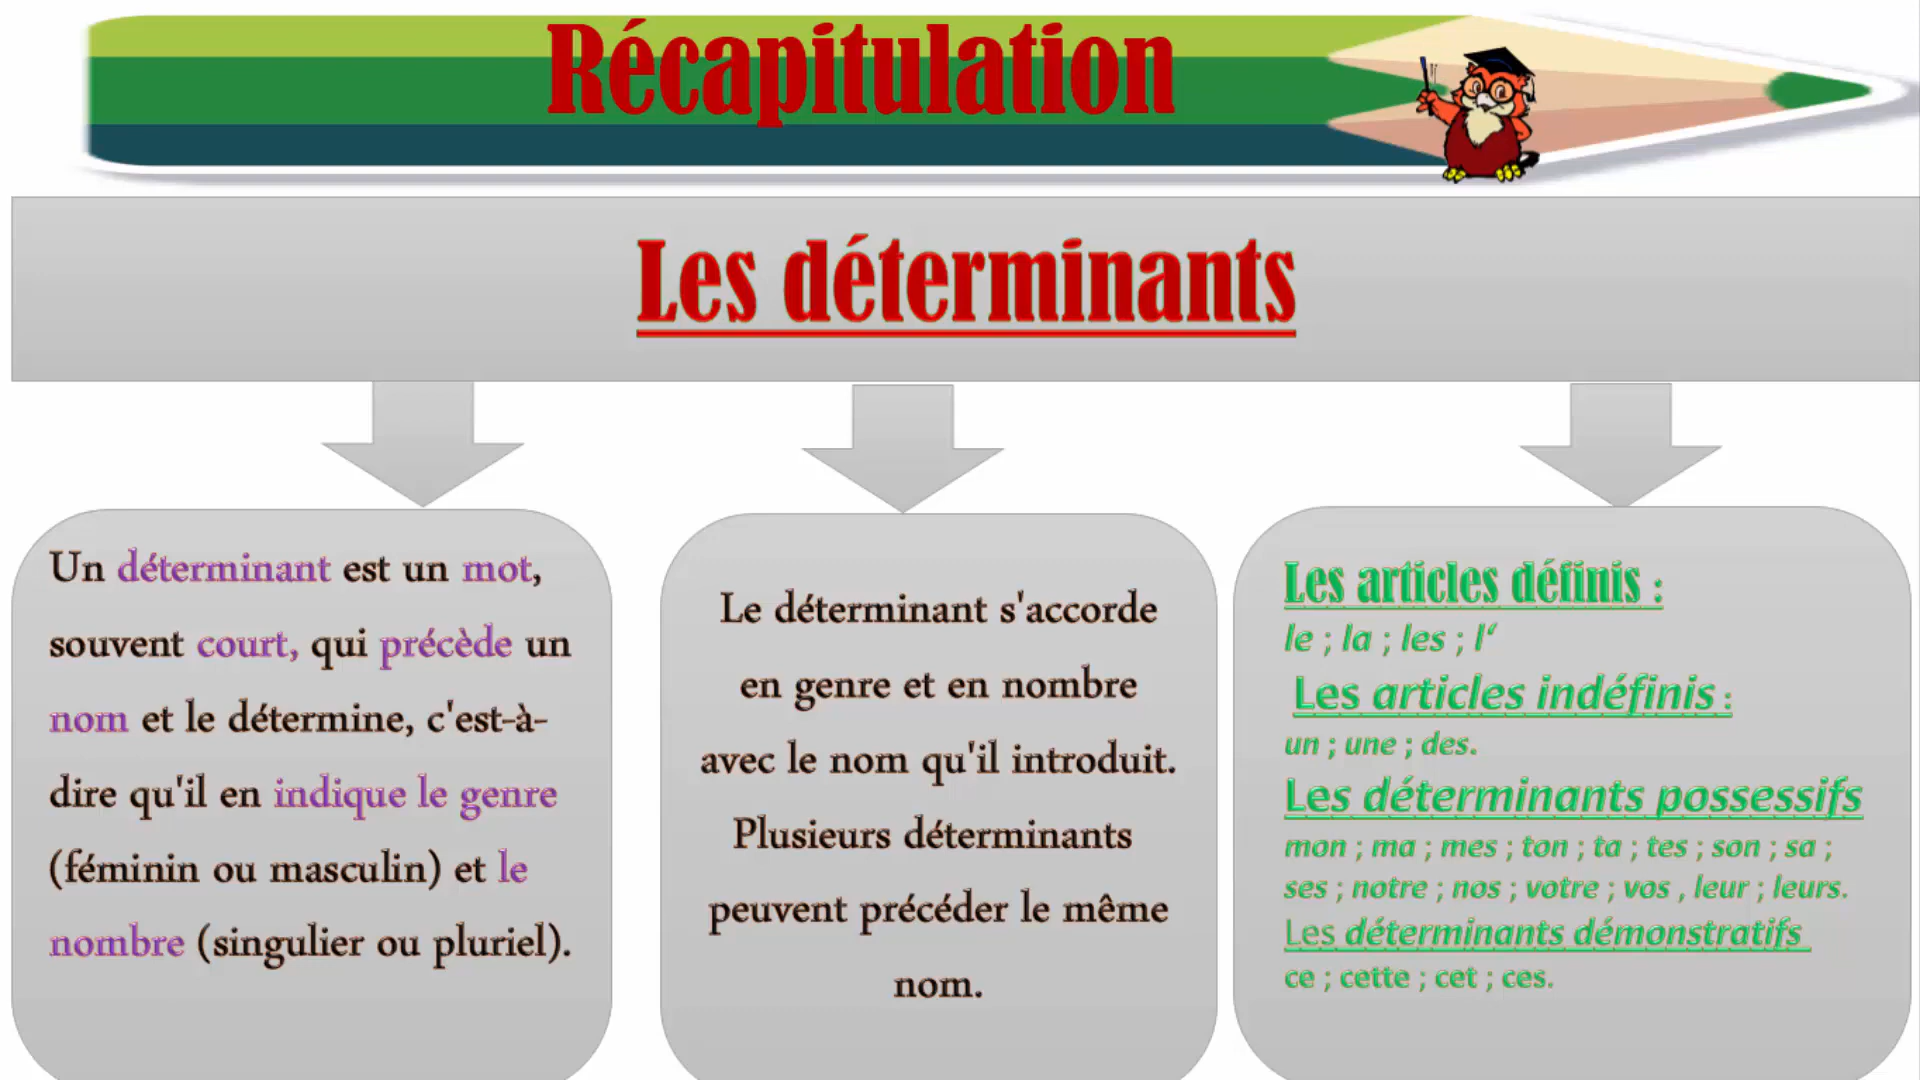 Récapitulation
Les déterminants
Un déterminant est un mot,
souvent court, qui précède un
nom et le détermine, c'est-à-
dire qu'il en indique le genre
(féminin ou masculin) et le
nombre (singulier ou pluriel).
Le déterminant s'accorde
en genre et en nombre
avec le nom qu'il introduit.
Plusieurs déterminants
peuvent précéder le même
nom.
Les articles définis :
le ; la ; les ; l‘
Les articles indéfinis :
un ; une ; des.
Les déterminants possessifs
mon ; ma ; mes ; ton ; ta ; tes ; son ; sa ;
ses ; notre ; nos ; votre ; vos , leur ; leurs.
Les déterminants démonstratifs
ce ; cette ; cet ; ces.